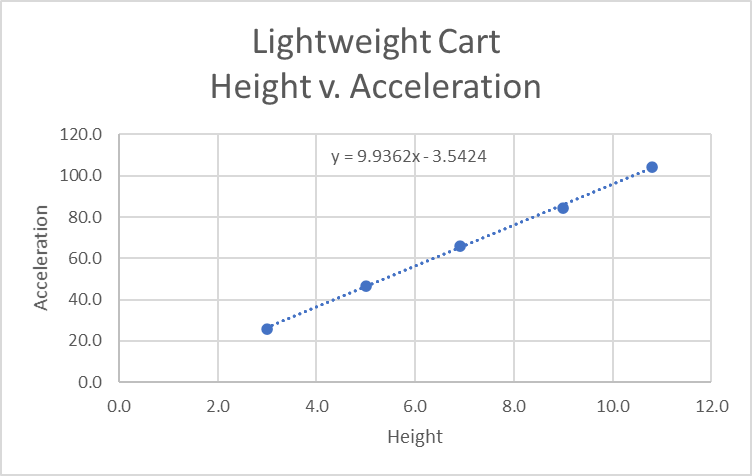 Lightweight Cart
Height v. Acceleration
y = 9.9362x - 3.5424
120.0
100.0
80.0
60.0
40.0
20.0
0.0
Acceleration
0.0 2.0 4.0 6.0 8.0 10.0 12.0
Height